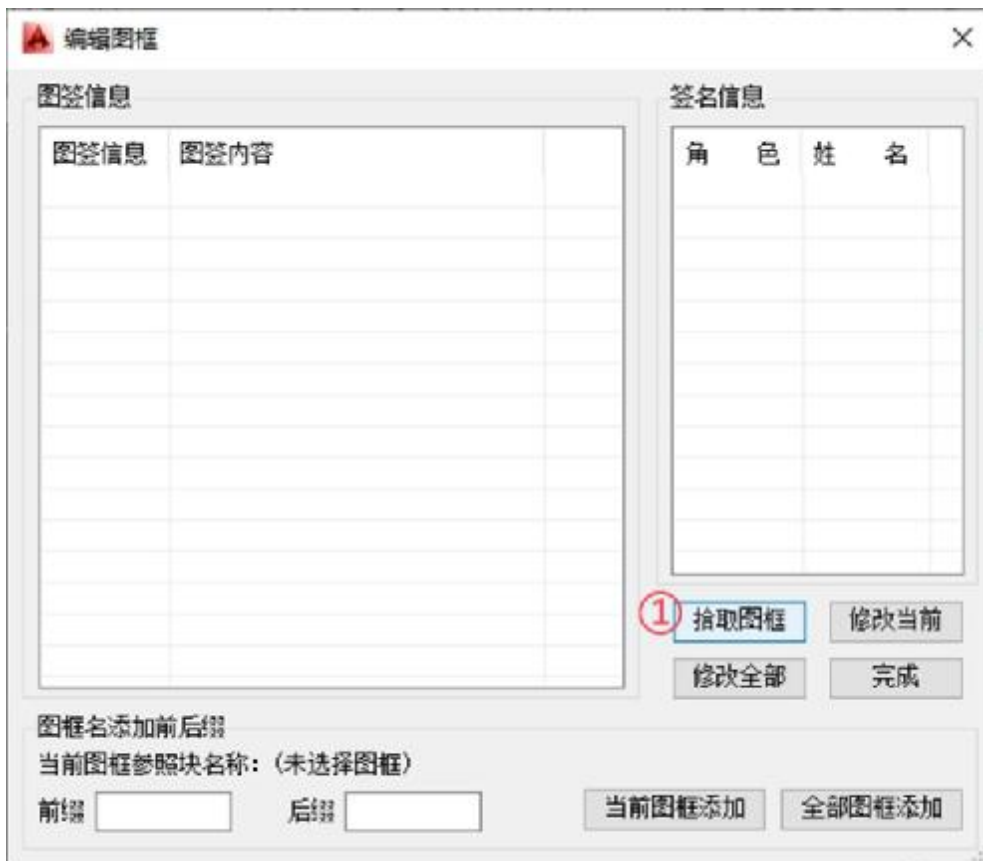 编辑图框
图签信息
签名信息
图签信息 图签内容
角 色 姓 名
① 拾取图框 修改当前
修改全部 完成
图框名添加前后缀
当前图框参照块名称：(未选择图框)
前缀 后缀 当前图框添加 全部图框添加